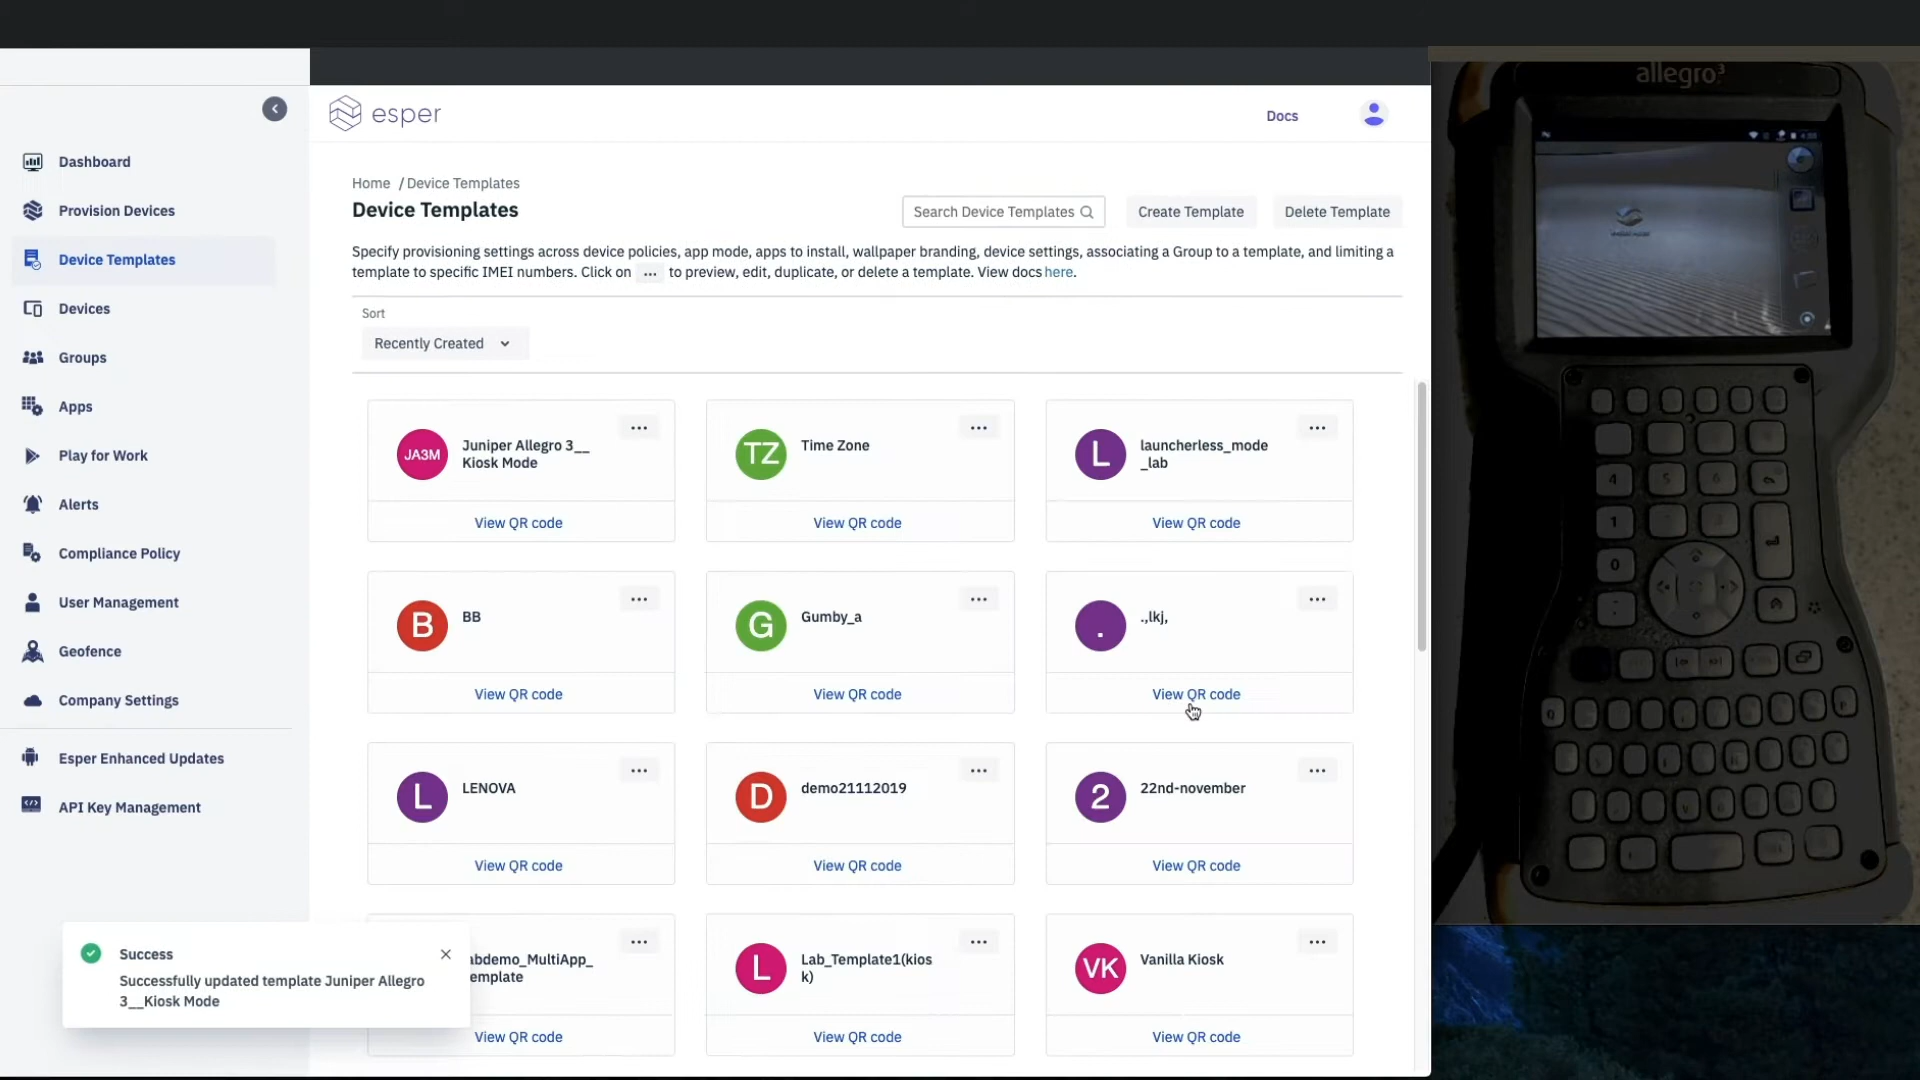 allegro³
esper
Docs
Dashboard
Provision Devices
Device Templates
Devices
Groups
Apps
Play for Work
Alerts
Compliance Policy
User Management
Geofence
Company Settings
Esper Enhanced Updates
API Key Management
Home / Device Templates
Device Templates
Search Device Templates
Create Template
Delete Template
Specify provisioning settings across device policies, app mode, apps to install, wallpaper branding, device settings, associating a Group to a template, and limiting a
template to specific IMEI numbers. Click on ... to preview, edit, duplicate, or delete a template. View docs here.
Sort
Recently Created
JA3M
Juniper Allegro 3__
Kiosk Mode
View QR code
TZ
Time Zone
View QR code
L
launcherless_mode
_lab
View QR code
B
BB
View QR code
G
Gumby_a
View QR code
.
.,lkj,
View QR code
L
LENOVA
View QR code
D
demo21112019
View QR code
2
22nd-november
View QR code
abdemo_MultiApp_
emplate
View QR code
L
Lab_Template1(kios
k)
View QR code
VK
Vanilla Kiosk
View QR code
Success
Successfully updated template Juniper Allegro
3__Kiosk Mode
4
5
6
1
0